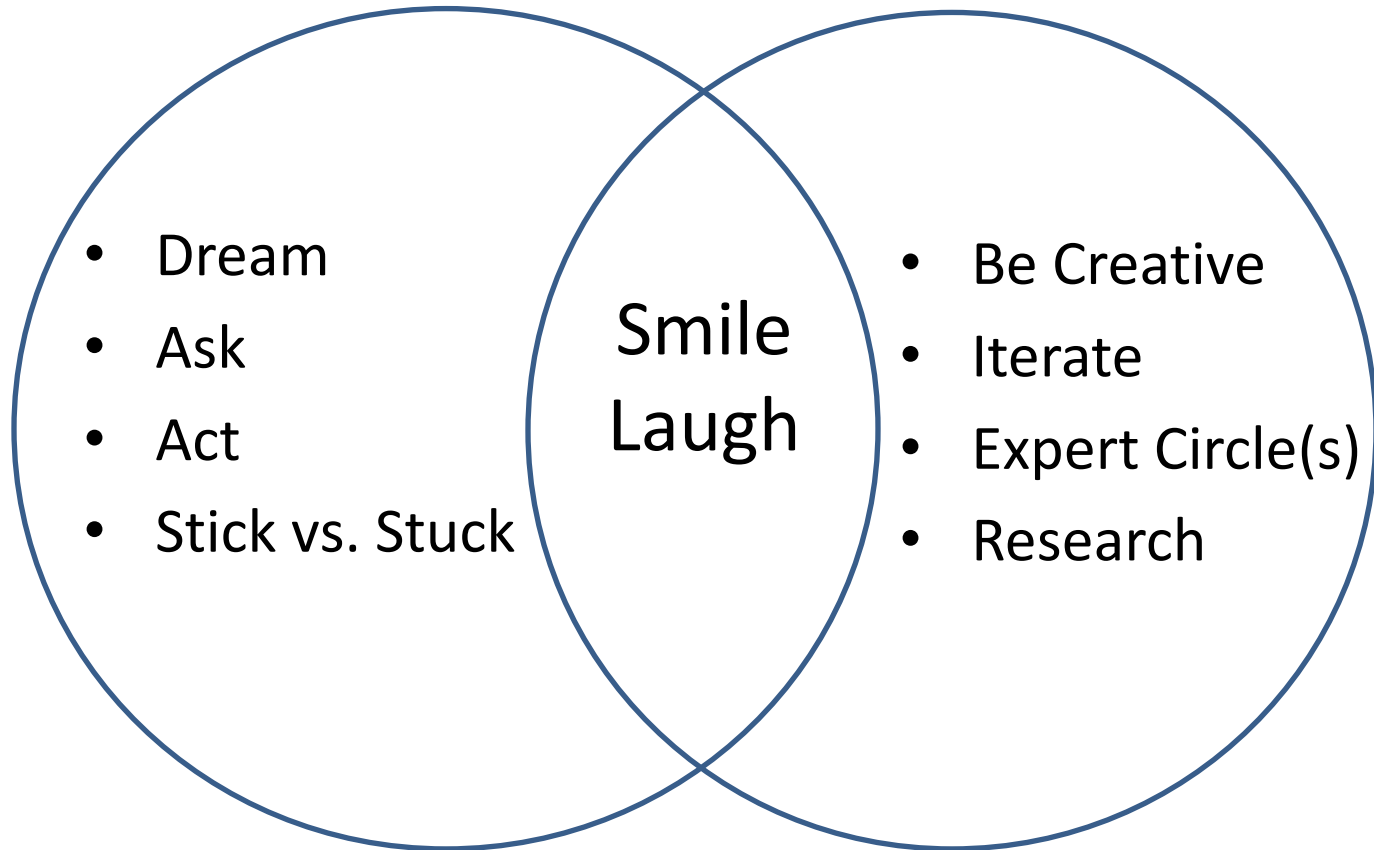 • Dream
• Ask
• Act
• Stick vs. Stuck
Smile
Laugh
• Be Creative
• Iterate
• Expert Circle(s)
• Research